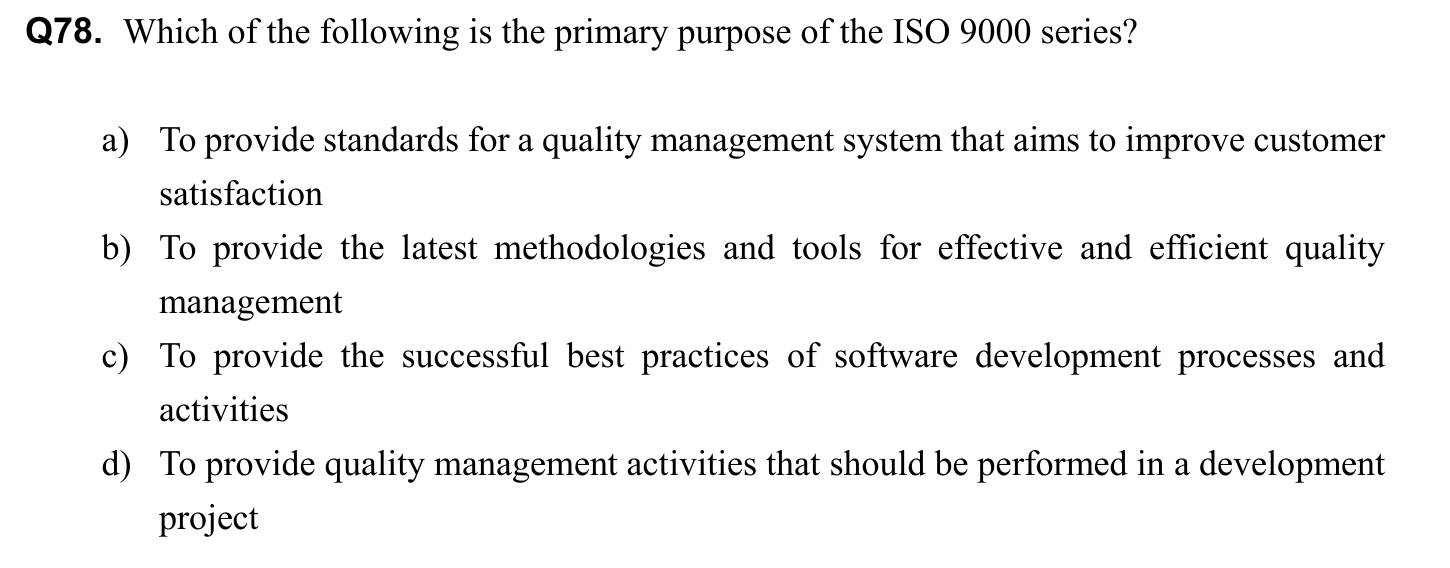 Q78. Which of the following is the primary purpose of the ISO 9000 series?
a) To provide standards for a quality management system that aims to improve customer
satisfaction
b) To provide the latest methodologies and tools for effective and efficient quality
management
c) To provide the successful best practices of software development processes and
activities
d) To provide quality management activities that should be performed in a development
project